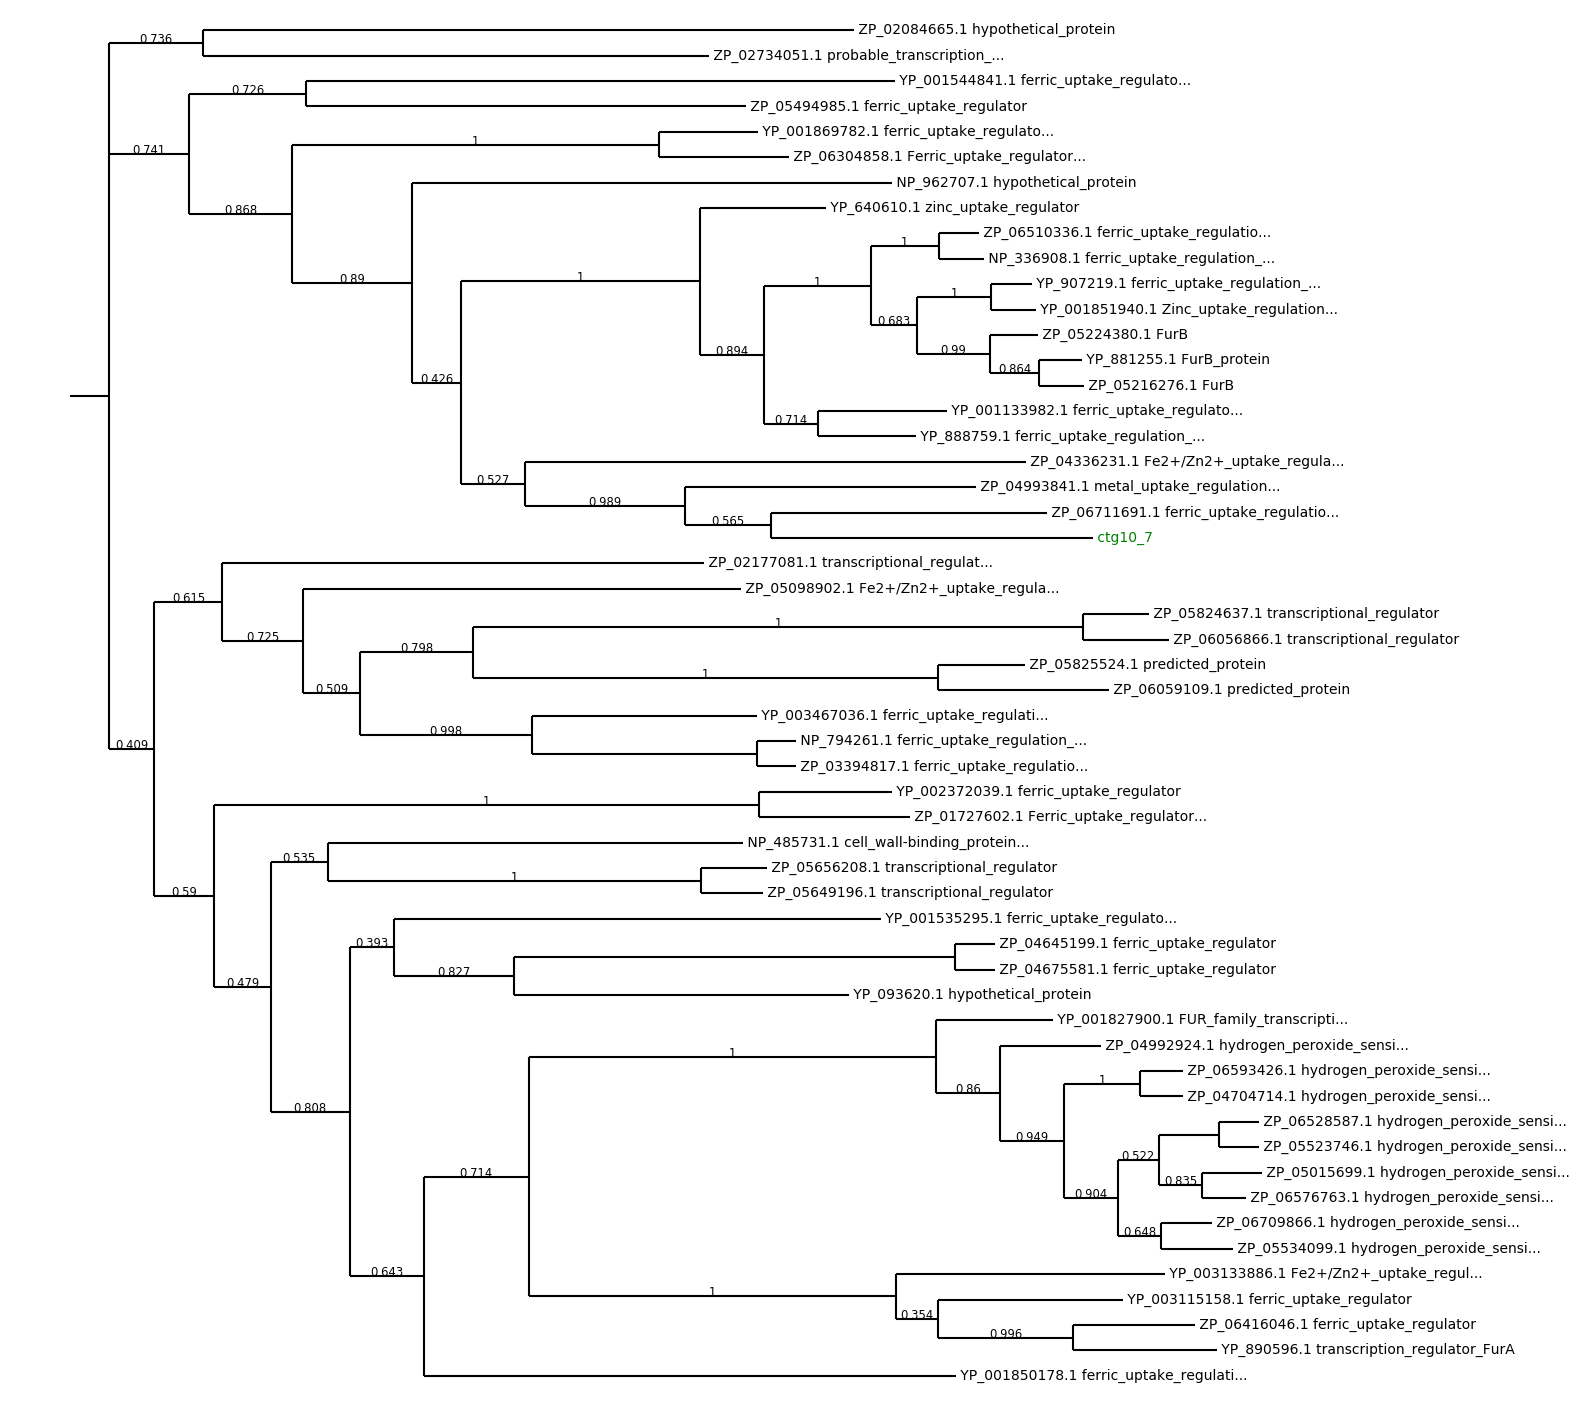 ZP_02084665.1 hypothetical_protein
0.736
ZP_02734051.1 probable_transcription_...
YP_001544841.1 ferric_uptake_regulato...
0.726
ZP_05494985.1 ferric_uptake_regulator
YP_001869782.1 ferric_uptake_regulato...
1
0.741
ZP_06304858.1 Ferric_uptake_regulator...
NP_962707.1 hypothetical_protein
YP_640610.1 zinc_uptake_regulator
0.868
ZP_06510336.1 ferric_uptake_regulatio...
1
NP_336908.1 ferric_uptake_regulation_...
0.89
1
1
YP_907219.1 ferric_uptake_regulation_...
1
YP_001851940.1 Zinc_uptake_regulation...
0.683
ZP_05224380.1 FurB
0.894
0.99
YP_881255.1 FurB_protein
0.864
0.426
ZP_05216276.1 FurB
YP_001133982.1 ferric_uptake_regulato...
0.714
YP_888759.1 ferric_uptake_regulation_...
ZP_04336231.1 Fe2+/Zn2+_uptake_regula...
0.527
ZP_04993841.1 metal_uptake_regulation...
0.989
ZP_06711691.1 ferric_uptake_regulatio...
0.565
ctg10_7
ZP_02177081.1 transcriptional_regulat...
ZP_05098902.1 Fe2+/Zn2+_uptake_regula...
0.615
ZP_05824637.1 transcriptional_regulator
1
0.725
ZP_06056866.1 transcriptional_regulator
0.798
ZP_05825524.1 predicted_protein
1
0.509
ZP_06059109.1 predicted_protein
YP_003467036.1 ferric_uptake_regulati...
0.998
0.409
NP_794261.1 ferric_uptake_regulation_...
ZP_03394817.1 ferric_uptake_regulatio...
YP_002372039.1 ferric_uptake_regulator
1
ZP_01727602.1 Ferric_uptake_regulator...
NP_485731.1 cell_wall-binding_protein...
0.535
ZP_05656208.1 transcriptional_regulator
1
0.59
ZP_05649196.1 transcriptional_regulator
YP_001535295.1 ferric_uptake_regulato...
0.393
ZP_04645199.1 ferric_uptake_regulator
0.827
ZP_04675581.1 ferric_uptake_regulator
0.479
YP_093620.1 hypothetical_protein
YP_001827900.1 FUR_family_transcripti...
1
ZP_04992924.1 hydrogen_peroxide_sensi...
ZP_06593426.1 hydrogen_peroxide_sensi...
1
0.86
ZP_04704714.1 hydrogen_peroxide_sensi...
0.808
ZP_06528587.1 hydrogen_peroxide_sensi...
0.949
ZP_05523746.1 hydrogen_peroxide_sensi...
0.522
0.714
ZP_05015699.1 hydrogen_peroxide_sensi...
0.835
0.904
ZP_06576763.1 hydrogen_peroxide_sensi...
ZP_06709866.1 hydrogen_peroxide_sensi...
0.648
ZP_05534099.1 hydrogen_peroxide_sensi...
0.643
YP_003133886.1 Fe2+/Zn2+_uptake_regul...
1
YP_003115158.1 ferric_uptake_regulator
0.354
ZP_06416046.1 ferric_uptake_regulator
0.996
YP_890596.1 transcription_regulator_FurA
YP_001850178.1 ferric_uptake_regulati...